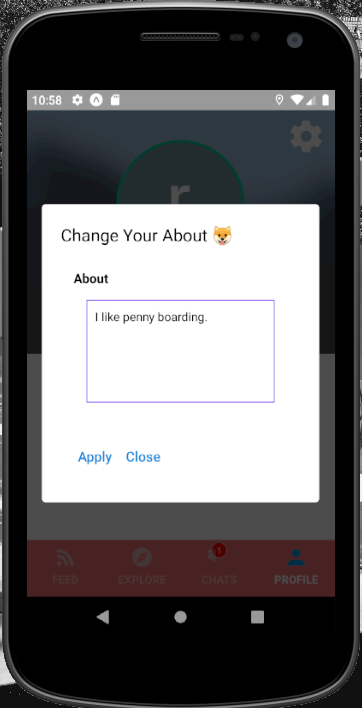 10:58
r
Change Your About 🐶
About
I like penny boarding.
Apply Close
1
FEED EXPLORE CHATS PROFILE